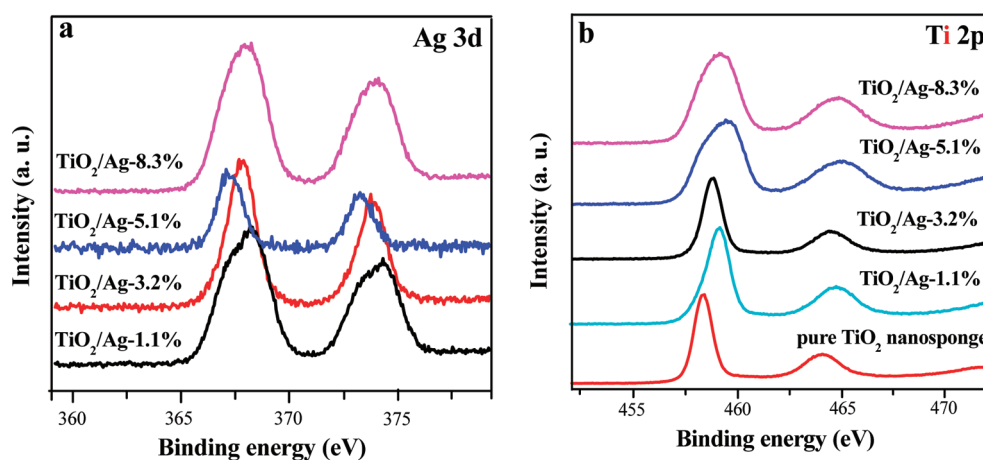 a
Ag 3d
TiO₂/Ag-8.3%
TiO₂/Ag-5.1%
TiO₂/Ag-3.2%
TiO₂/Ag-1.1%
Intensity (a. u.)
360 365 370 375
Binding energy (eV)
b
Ti 2p
TiO₂/Ag-8.3%
TiO₂/Ag-5.1%
TiO₂/Ag-3.2%
TiO₂/Ag-1.1%
pure TiO₂ nanosponge
Intensity (a. u.)
455 460 465 470
Binding energy (eV)